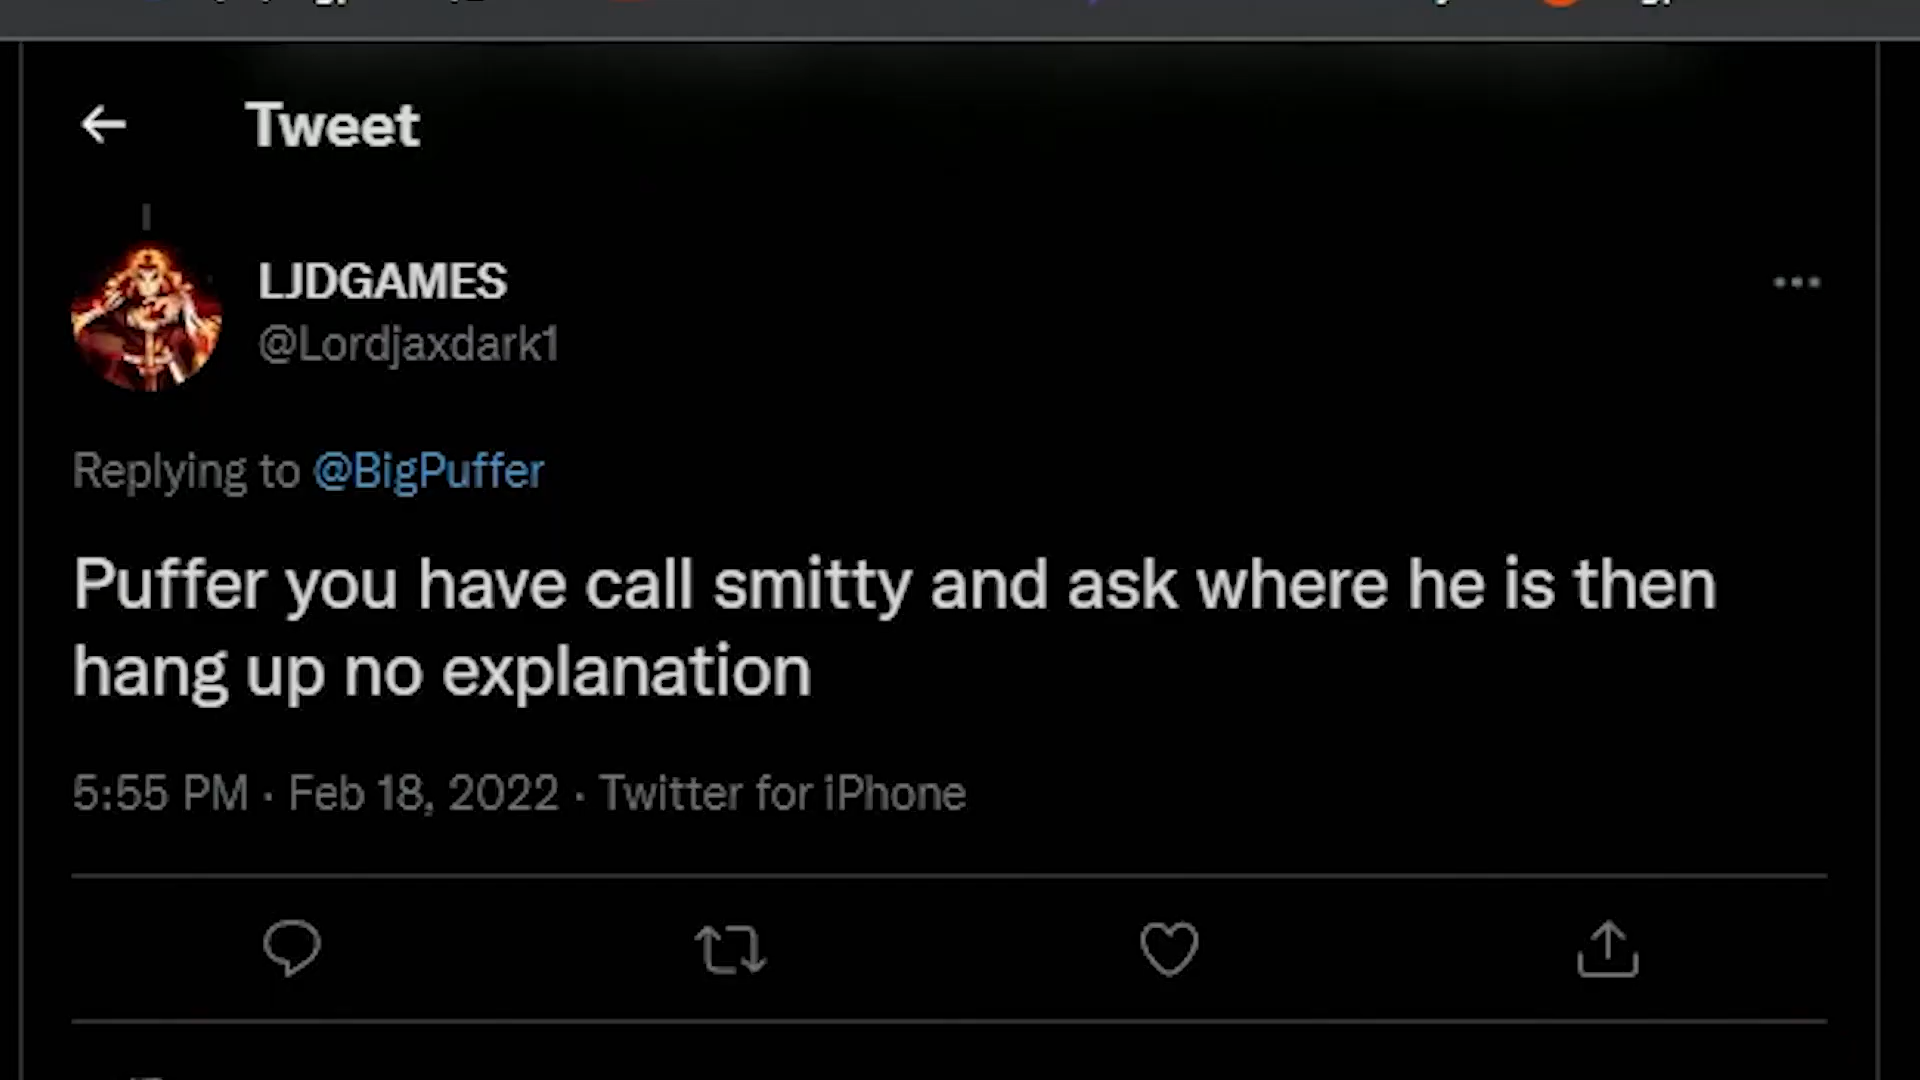 Tweet
LJDGAMES
@Lordjaxdark1
Replying to @BigPuffer
Puffer you have call smitty and ask where he is then
hang up no explanation
5:55 PM · Feb 18, 2022 · Twitter for iPhone